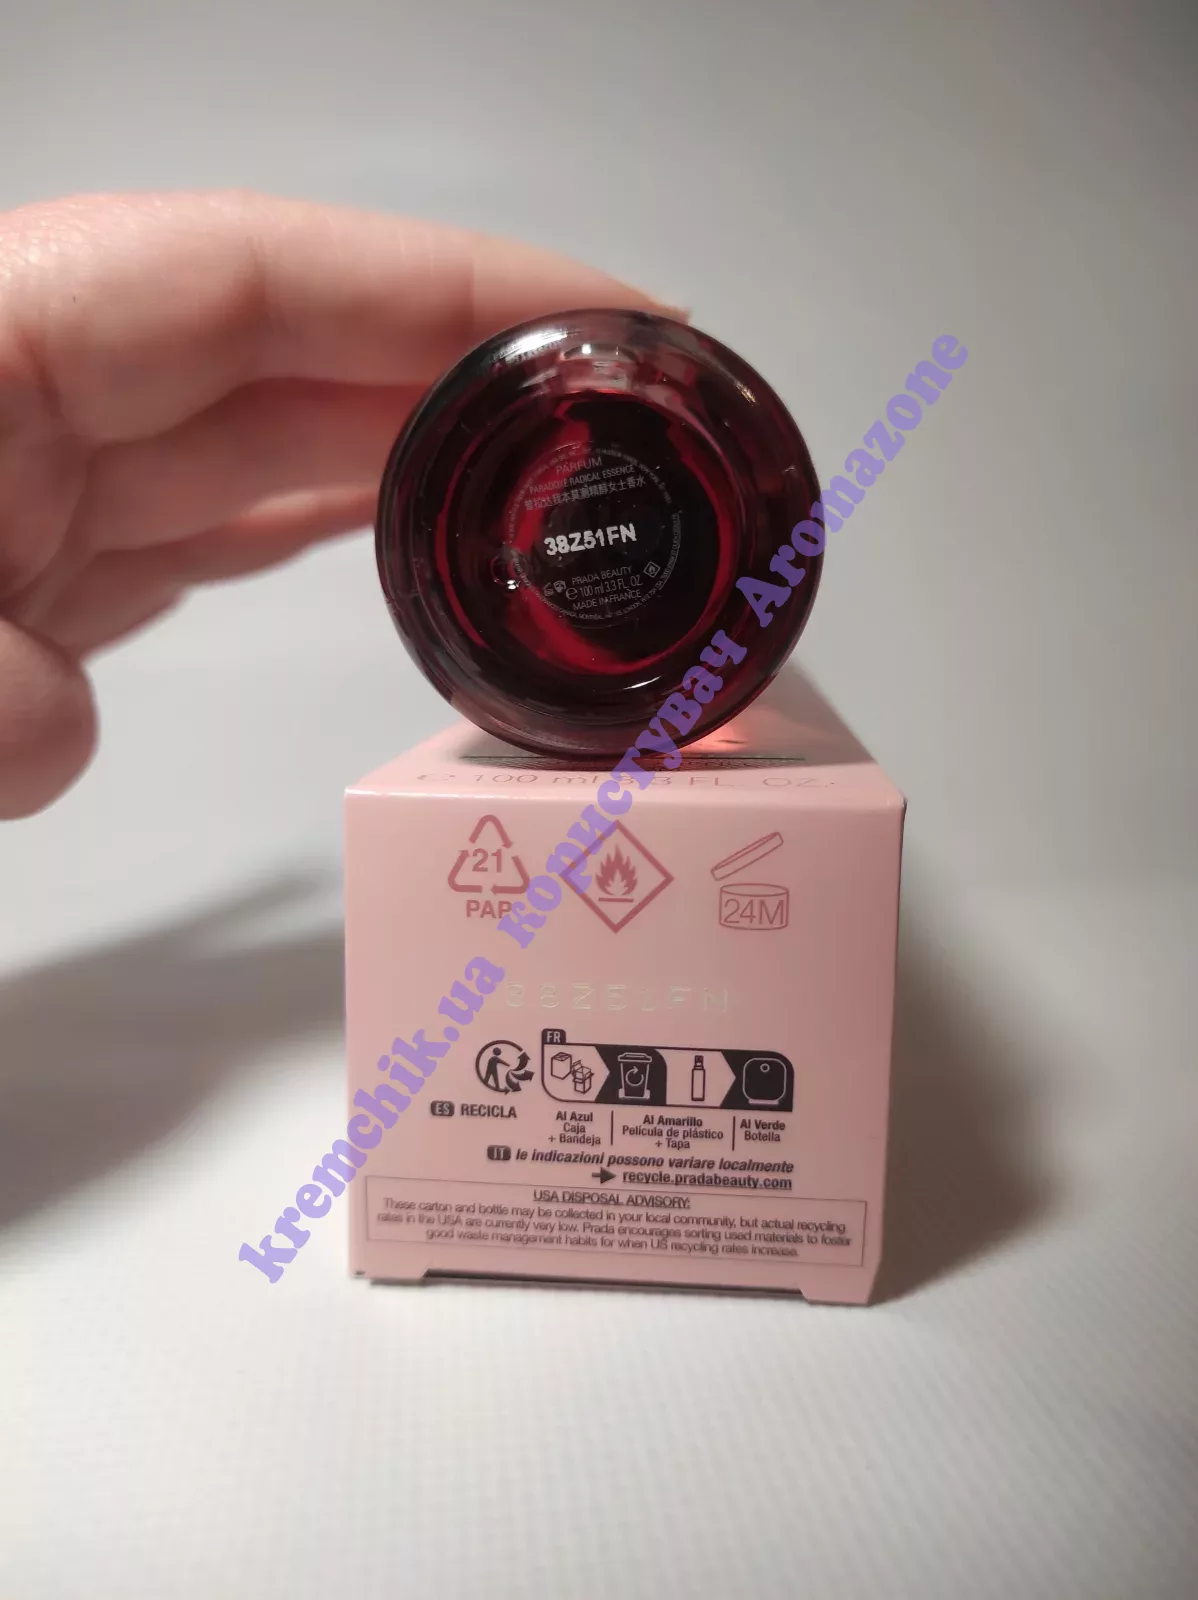 PARFUM
PARADOXE RADICAL ESSENCE
38Z51FN
PRADA BEAUTY
e 100 ml 3.3 FL. OZ.
MADE IN FRANCE
e 100 ml 3.3 FL. OZ.
21
PAP
24M
38Z51FN
FR
ES RECICLA
Al Azul
Caja
+ Bandeja
Al Amarillo
Película de plástico
+ Tapa
Al Verde
Botella
IT le indicazioni possono variare localmente
recycle.pradabeauty.com
USA DISPOSAL ADVISORY:
These carton and bottle may be collected in your local community, but actual recycling
rates in the USA are currently very low. Prada encourages sorting used materials to foster
good waste management habits for when US recycling rates increase.
kremchik.ua користувач Aromazone